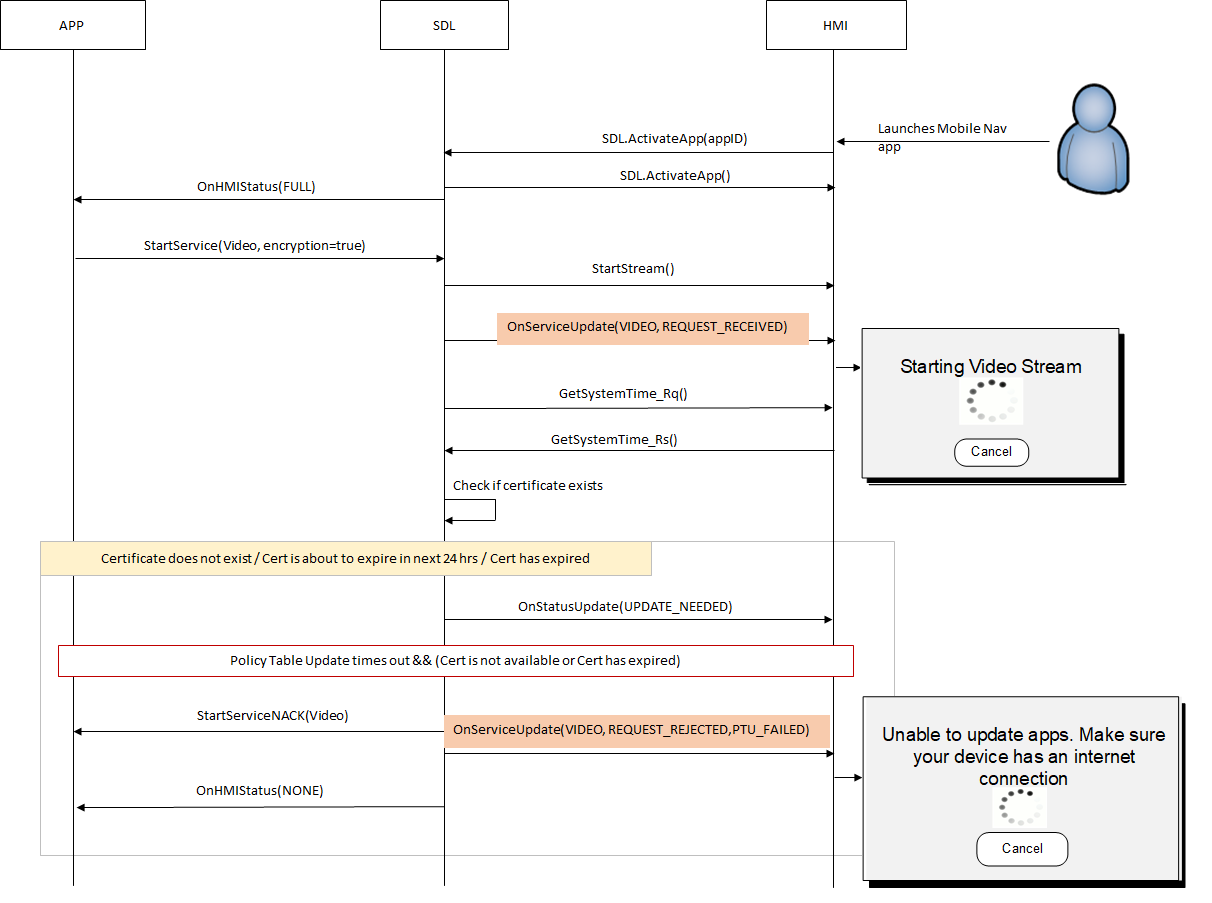 APP
SDL
HMI
Launches Mobile Nav
app
SDL.ActivateApp(appID)
SDL.ActivateApp()
OnHMIStatus(FULL)
StartService(Video, encryption=true)
StartStream()
OnServiceUpdate(VIDEO, REQUEST_RECEIVED)
Starting Video Stream
Cancel
GetSystemTime_Rq()
GetSystemTime_Rs()
Check if certificate exists
Certificate does not exist / Cert is about to expire in next 24 hrs / Cert has expired
OnStatusUpdate(UPDATE_NEEDED)
Policy Table Update times out && (Cert is not available or Cert has expired)
StartServiceNACK(Video)
OnServiceUpdate(VIDEO, REQUEST_REJECTED,PTU_FAILED)
Unable to update apps. Make sure
your device has an internet
connection
Cancel
OnHMIStatus(NONE)